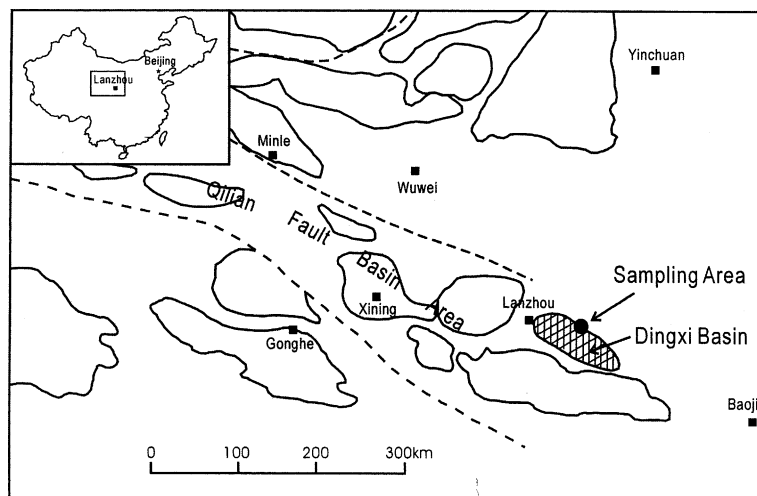 Beijing
Lanzhou
Yinchuan
Minle
Wuwei
Qilian
Fault
Basin
Area
Xining
Gonghe
Lanzhou
Sampling Area
Dingxi Basin
Baoji
0 100 200 300km